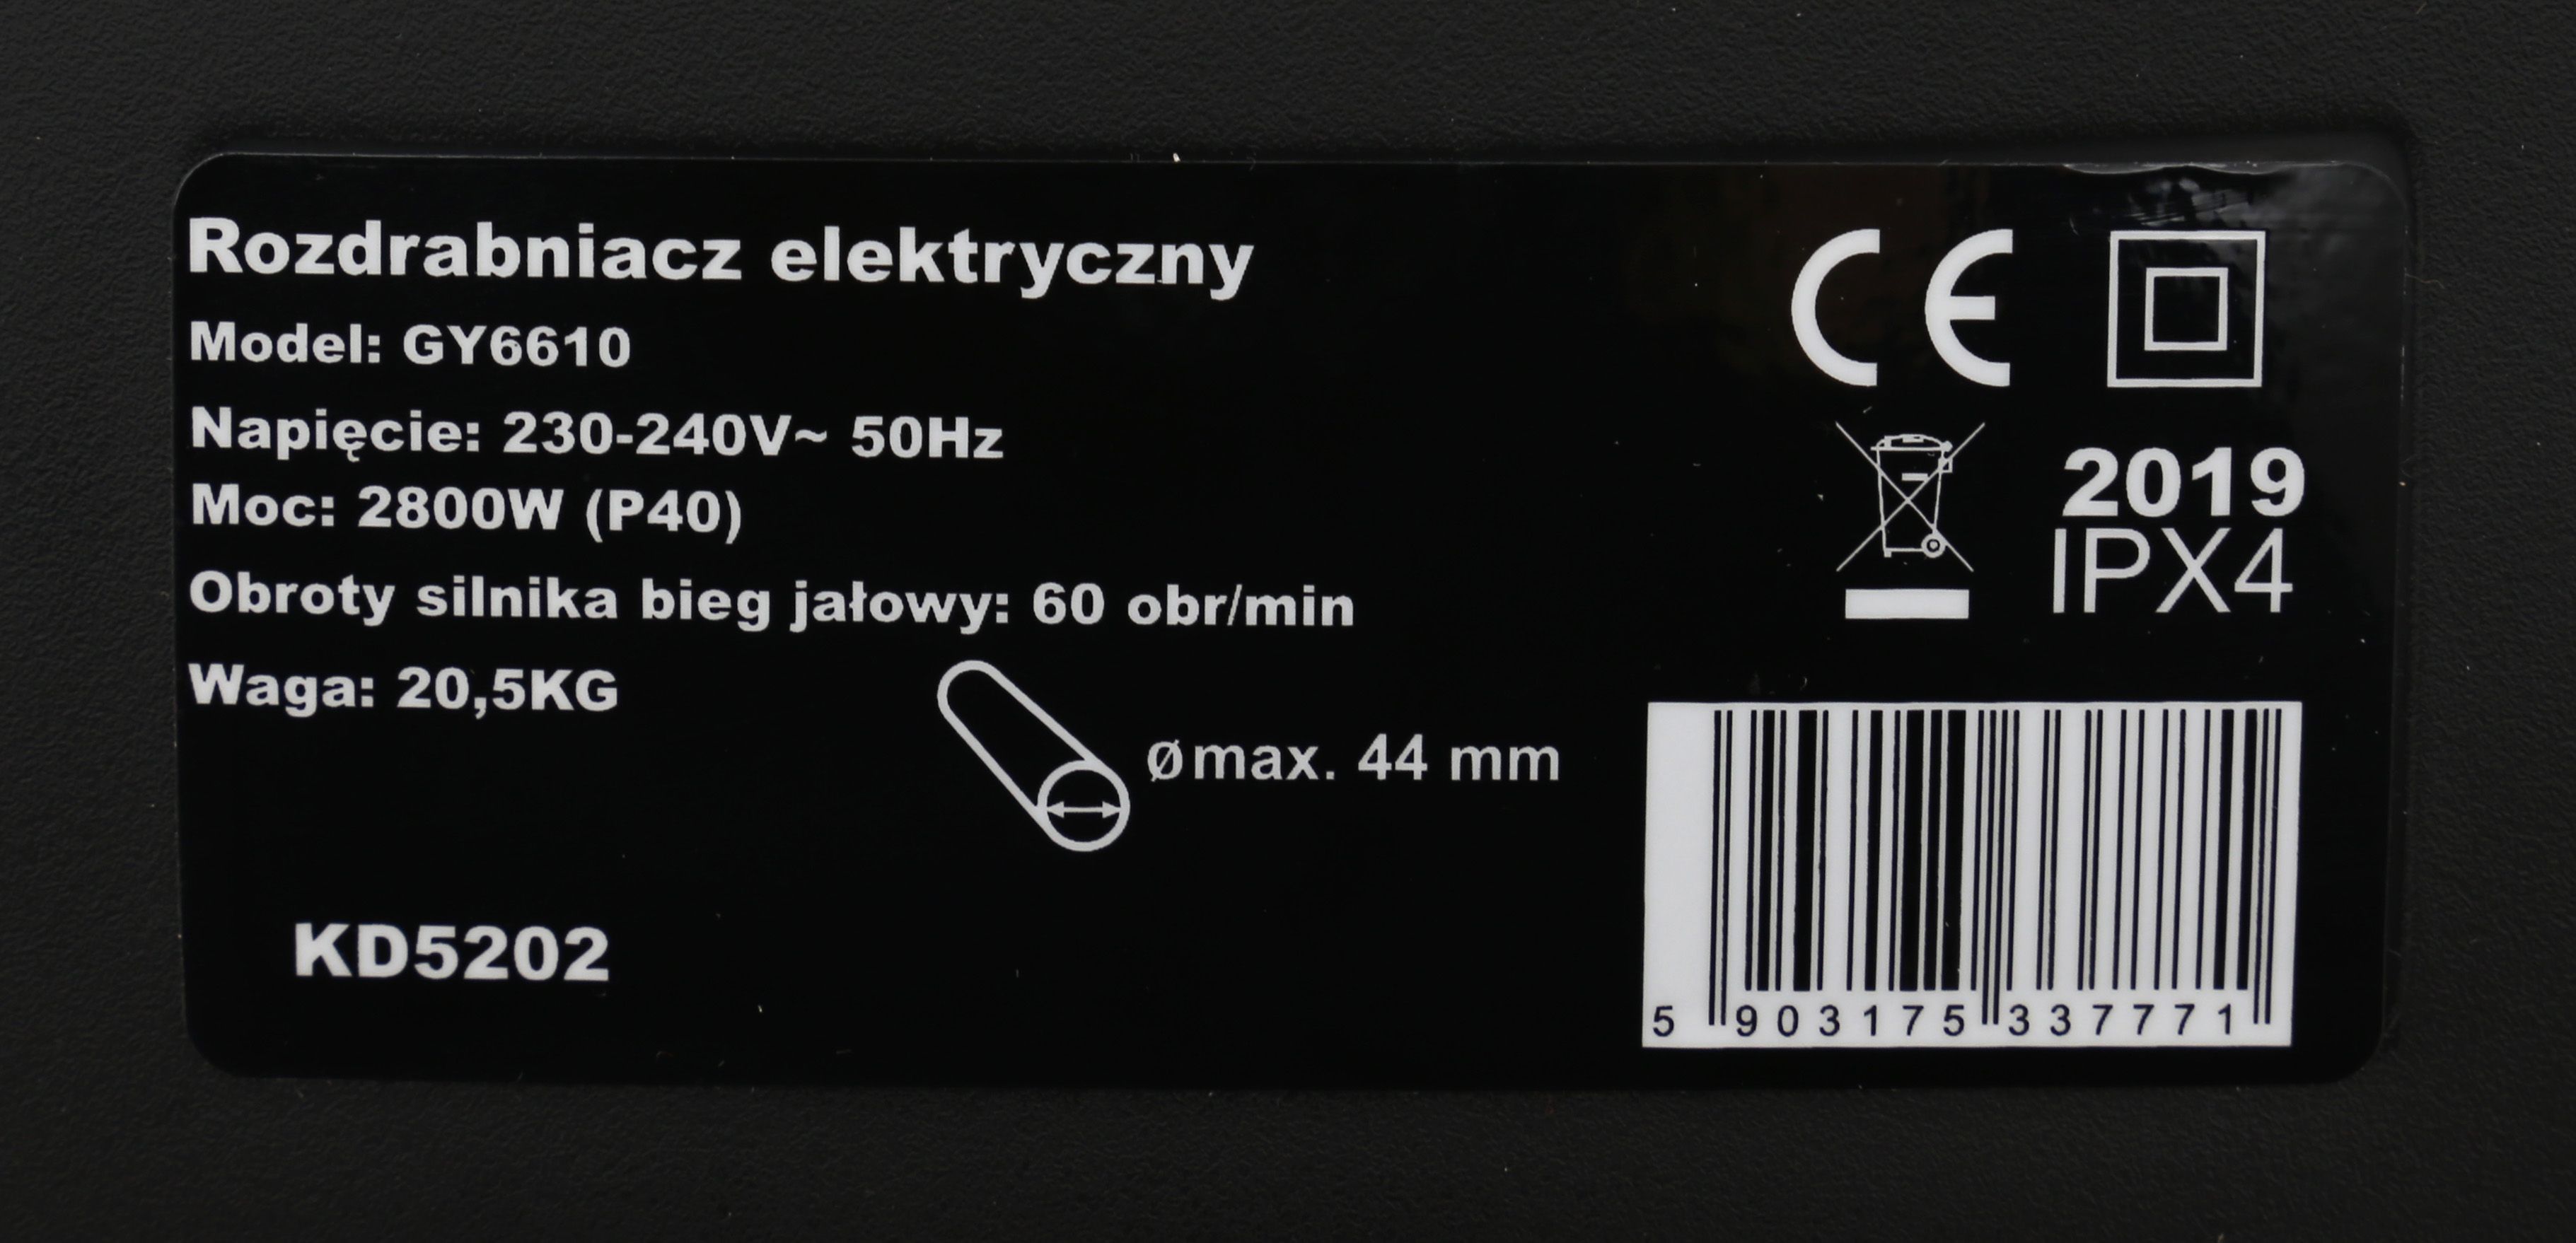 Rozdrabniacz elektryczny
Model: GY6610
Napięcie: 230-240V~ 50Hz
Moc: 2800W (P40)
Obroty silnika bieg jałowy: 60 obr/min
Waga: 20,5KG
ø max. 44 mm
KD5202
CE
2019
IPX4
5 903175 337771